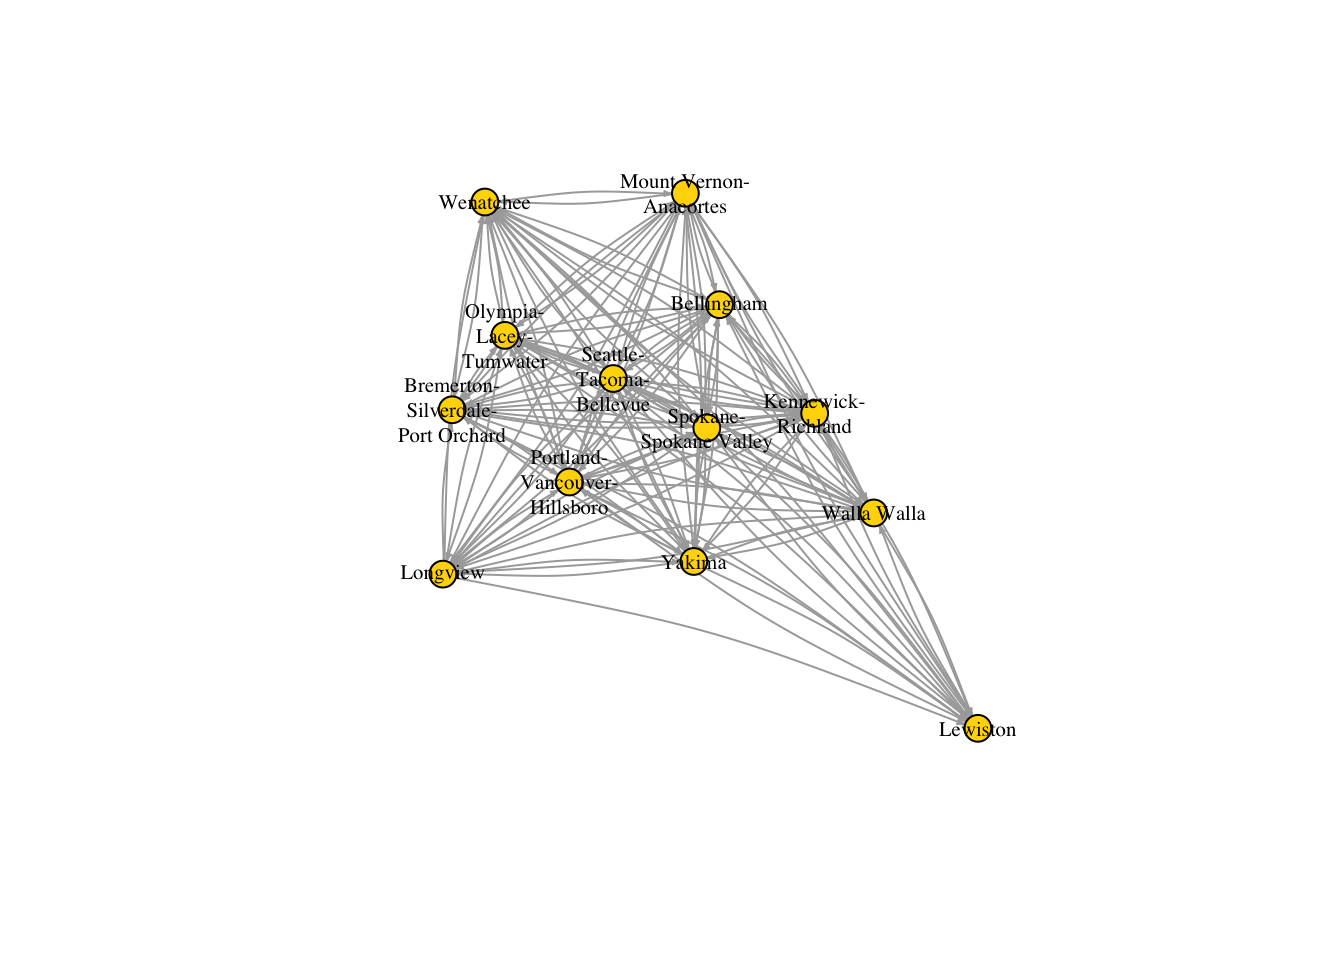 Mount Vernon-
Anacortes
Wenatchee
Bellingham
Olympia-
Lacey-
Tumwater
Seattle-
Tacoma-
Bellevue
Bremerton-
Silverdale-
Port Orchard
Kennewick-
Richland
Spokane-
Spokane Valley
Portland-
Vancouver-
Hillsboro
Walla Walla
Yakima
Longview
Lewiston